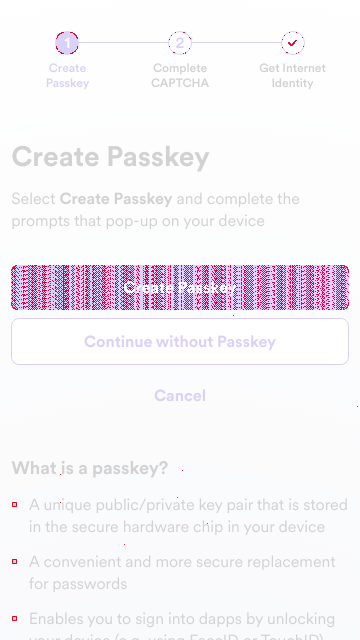 1 2
Create Complete Get Internet
Passkey CAPTCHA Identity
Create Passkey
Select Create Passkey and complete the
prompts that pop-up on your device
Create Passkey
Continue without Passkey
Cancel
What is a passkey?
A unique public/private key pair that is stored
in the secure hardware chip in your device
A convenient and more secure replacement
for passwords
Enables you to sign into dapps by unlocking
your device (e.g. using FaceID or TouchID)